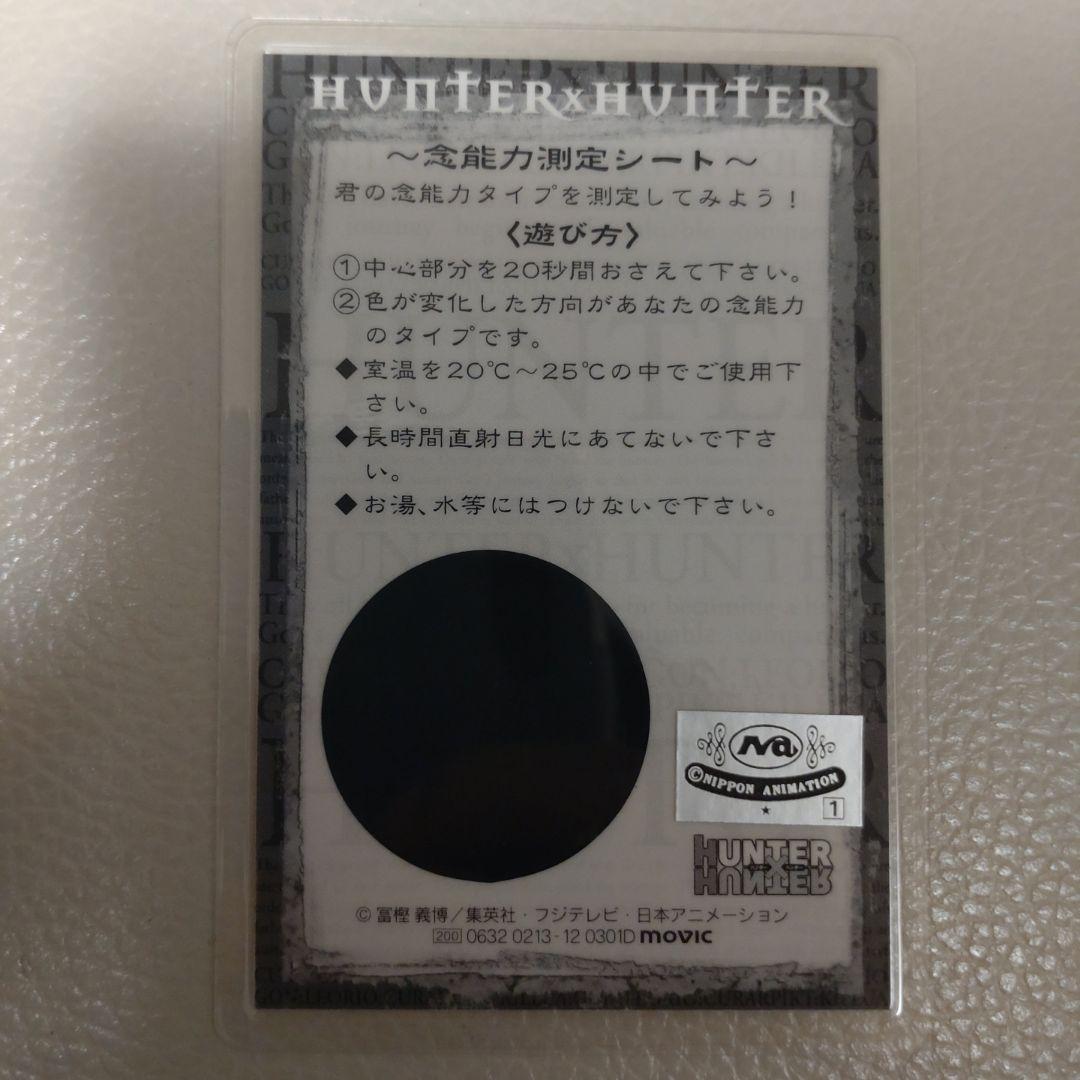 HUNTER×HUNTER
～念能力測定シート～
君の念能力タイプを測定してみよう！
〈遊び方〉
①中心部分を20秒間おさえて下さい。
②色が変化した方向があなたの念能力
のタイプです。
◆室温を20℃～25℃の中でご使用下
さい。
◆長時間直射日光にあてないで下さ
い。
◆お湯、水等にはつけないで下さい。
na
©NIPPON ANIMATION
★ 1
HUNTER
×
HUNTER
© 冨樫 義博／集英社・フジテレビ・日本アニメーション
200 0632 0213-12 0301D movic